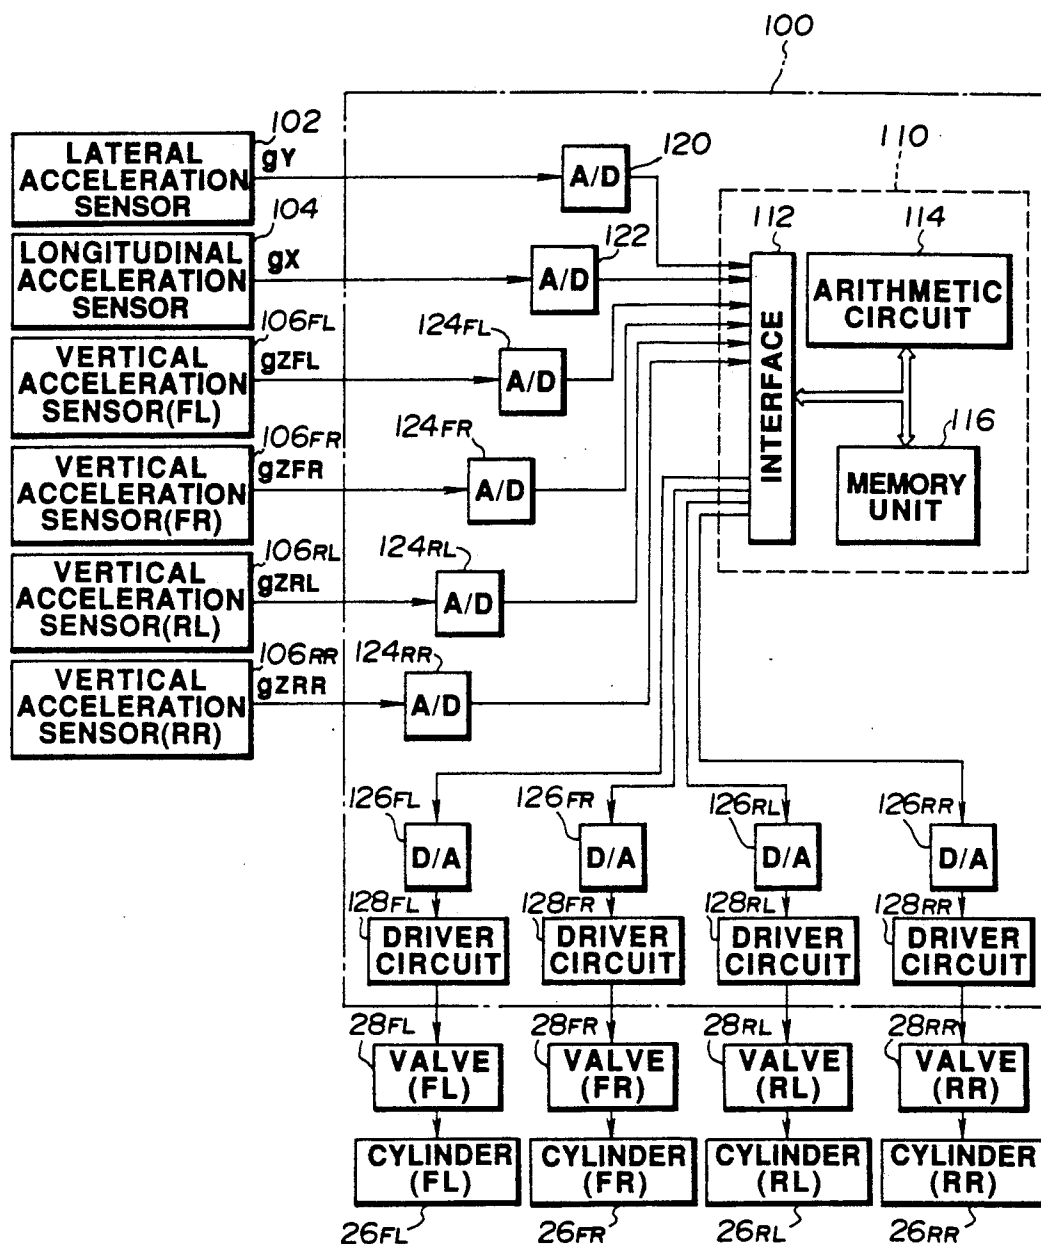 100
102
LATERAL
ACCELERATION
SENSOR
gY
A/D
120
104
LONGITUDINAL
ACCELERATION
SENSOR
gX
A/D
122
110
112
114
INTERFACE
ARITHMETIC
CIRCUIT
116
MEMORY
UNIT
106FL
VERTICAL
ACCELERATION
SENSOR(FL)
gZFL
124FL
A/D
106FR
VERTICAL
ACCELERATION
SENSOR(FR)
gZFR
124FR
A/D
106RL
VERTICAL
ACCELERATION
SENSOR(RL)
gZRL
124RL
A/D
106RR
VERTICAL
ACCELERATION
SENSOR(RR)
gZRR
124RR
A/D
126FL
126FR
126RL
126RR
D/A
D/A
D/A
D/A
128FL
128FR
128RL
128RR
DRIVER
CIRCUIT
DRIVER
CIRCUIT
DRIVER
CIRCUIT
DRIVER
CIRCUIT
28FL
28FR
28RL
28RR
VALVE
(FL)
VALVE
(FR)
VALVE
(RL)
VALVE
(RR)
CYLINDER
(FL)
CYLINDER
(FR)
CYLINDER
(RL)
CYLINDER
(RR)
26FL
26FR
26RL
26RR